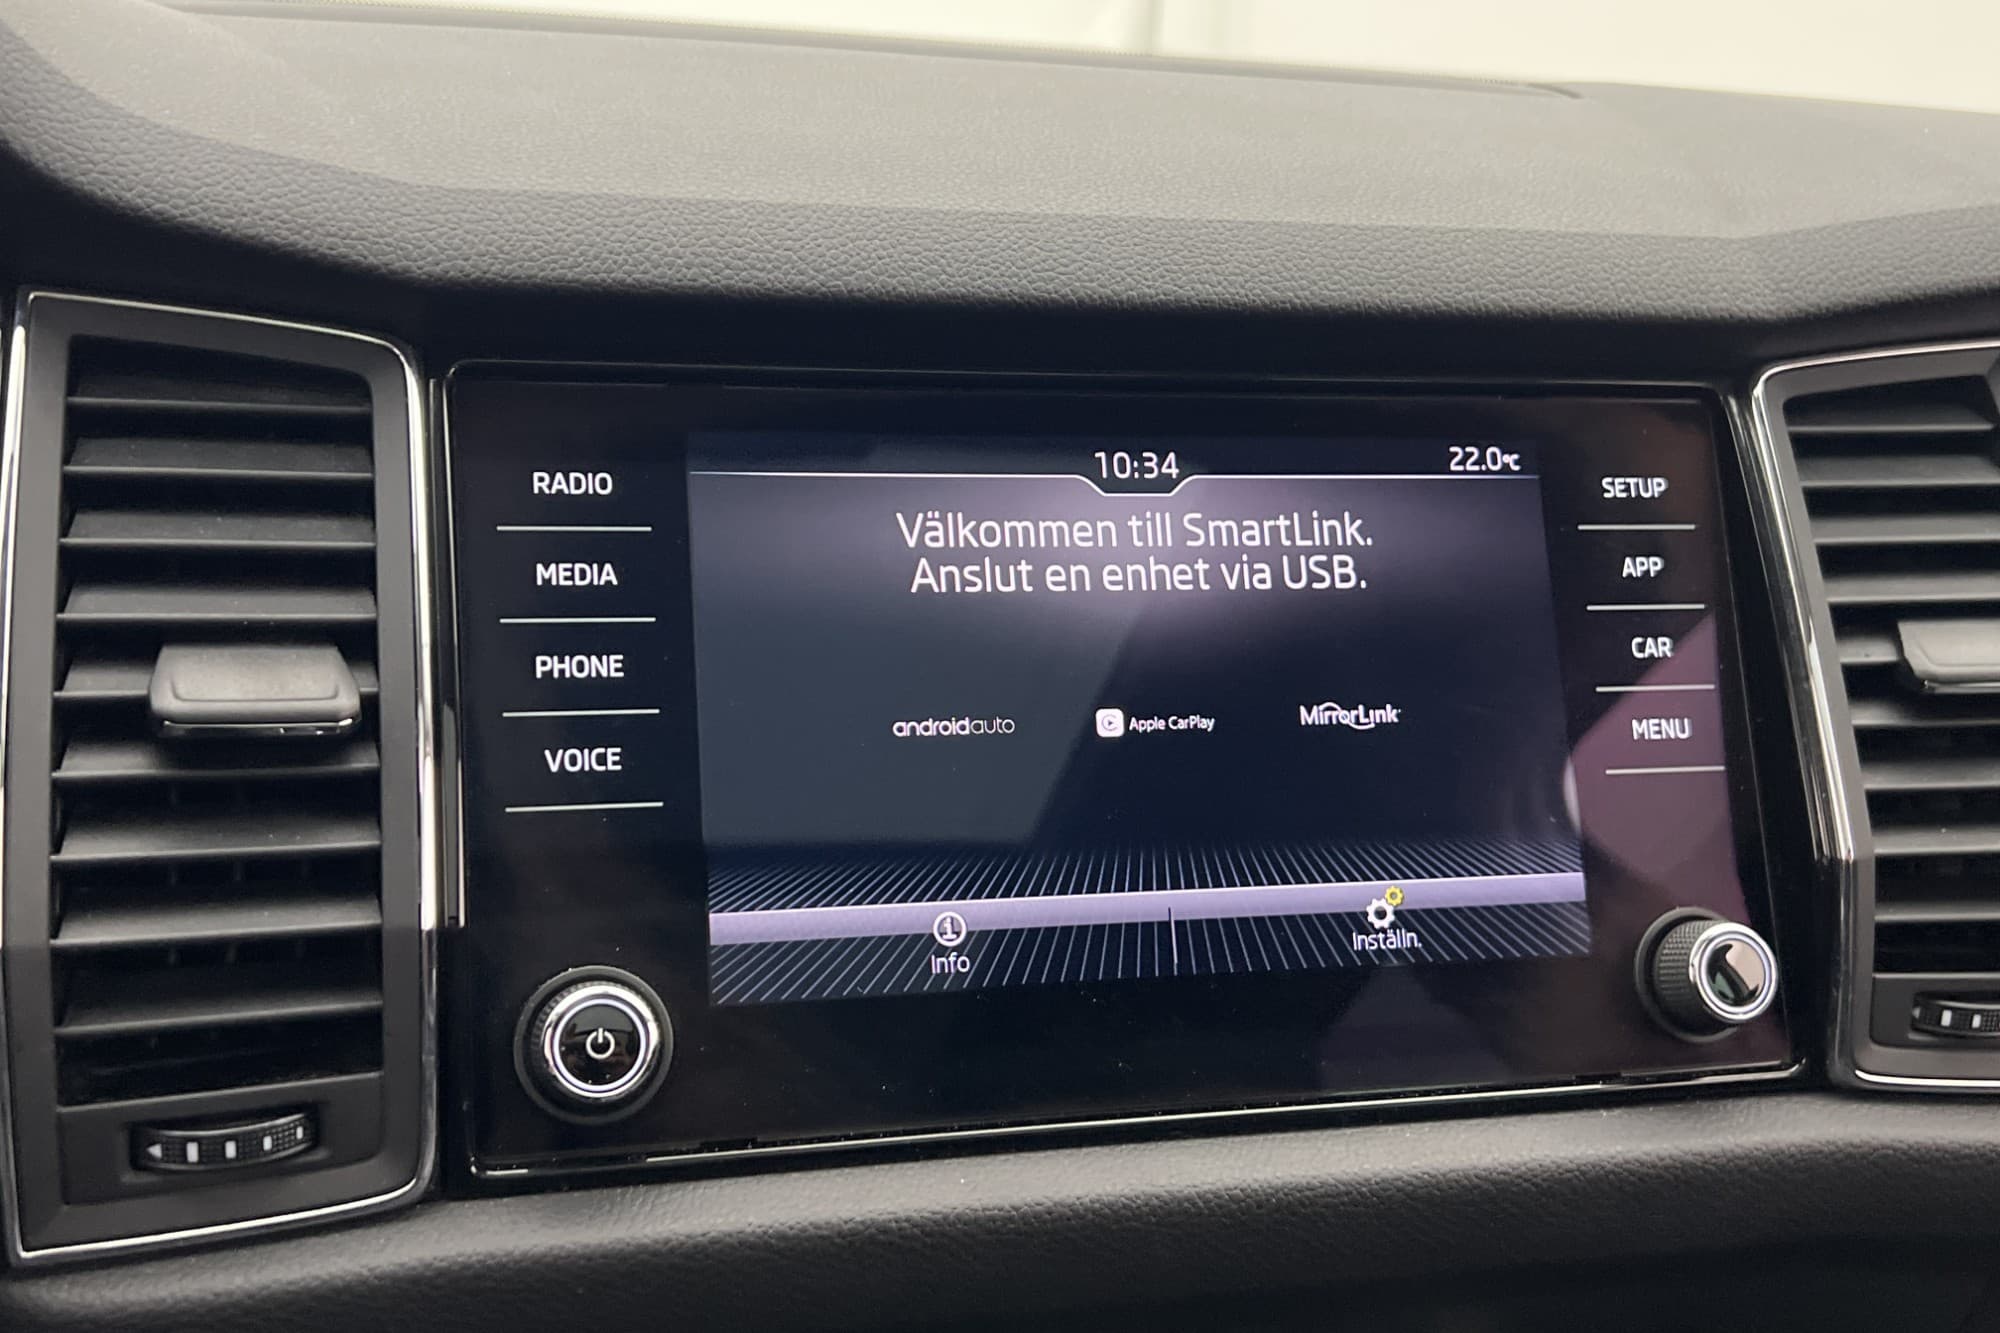 10:34
22.0°C
RADIO
MEDIA
PHONE
VOICE
Välkommen till SmartLink.
Anslut en enhet via USB.
androidauto
Apple CarPlay
MirrorLink
Info
Inställn.
SETUP
APP
CAR
MENU